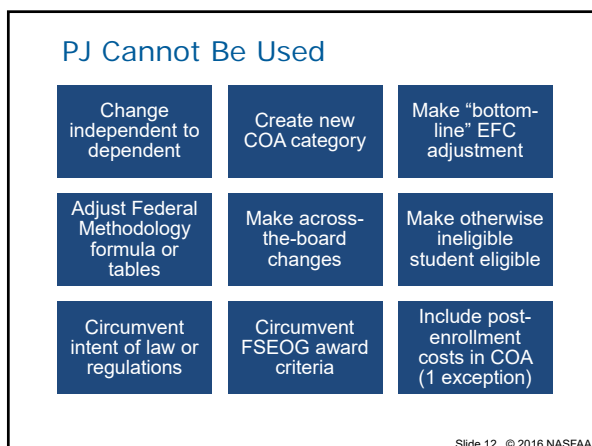 PJ Cannot Be Used
Change
independent to
dependent
Create new
COA category
Make “bottom-
line” EFC
adjustment
Adjust Federal
Methodology
formula or
tables
Make across-
the-board
changes
Make otherwise
ineligible
student eligible
Circumvent
intent of law or
regulations
Circumvent
FSEOG award
criteria
Include post-
enrollment
costs in COA
(1 exception)
Slide 12 © 2016 NASFAA